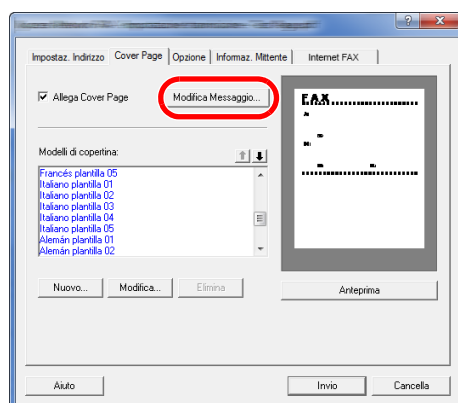 Impostaz. Indirizzo Cover Page Opzione Informaz. Mittente Internet FAX
Allega Cover Page
Modifica Messaggio...
Modelli di copertina:
Francés plantilla 05
Italiano plantilla 01
Italiano plantilla 02
Italiano plantilla 03
Italiano plantilla 04
Italiano plantilla 05
Alemán plantilla 01
Alemán plantilla 02
Nuovo... Modifica... Elimina
FAX
Anteprima
Aiuto Invio Cancella